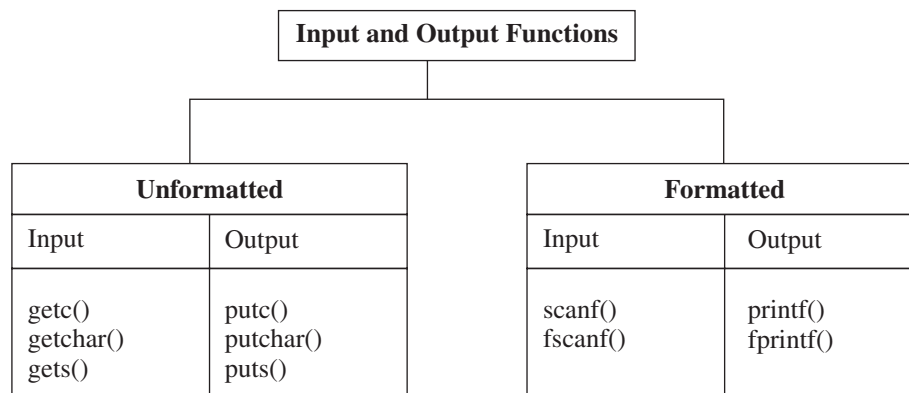 Input and Output Functions
Unformatted
Input Output
getc() putc()
getchar() putchar()
gets() puts()
Formatted
Input Output
scanf() printf()
fscanf() fprintf()